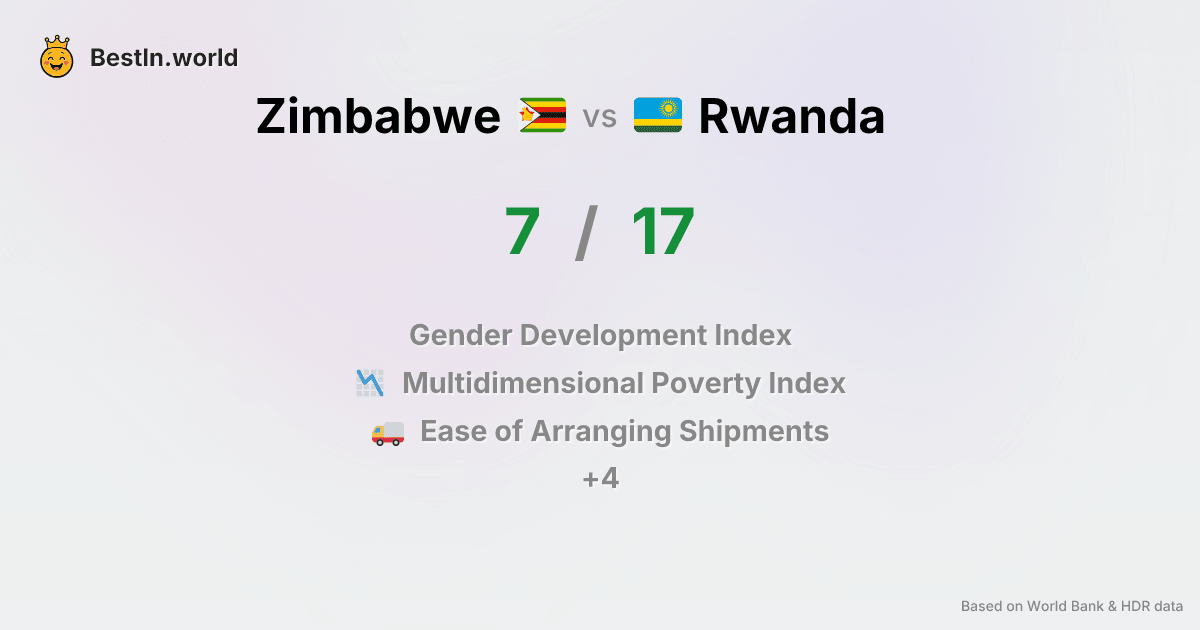 BestIn.world
Zimbabwe vs Rwanda
7 / 17
Gender Development Index
Multidimensional Poverty Index
Ease of Arranging Shipments
+4
Based on World Bank & HDR data